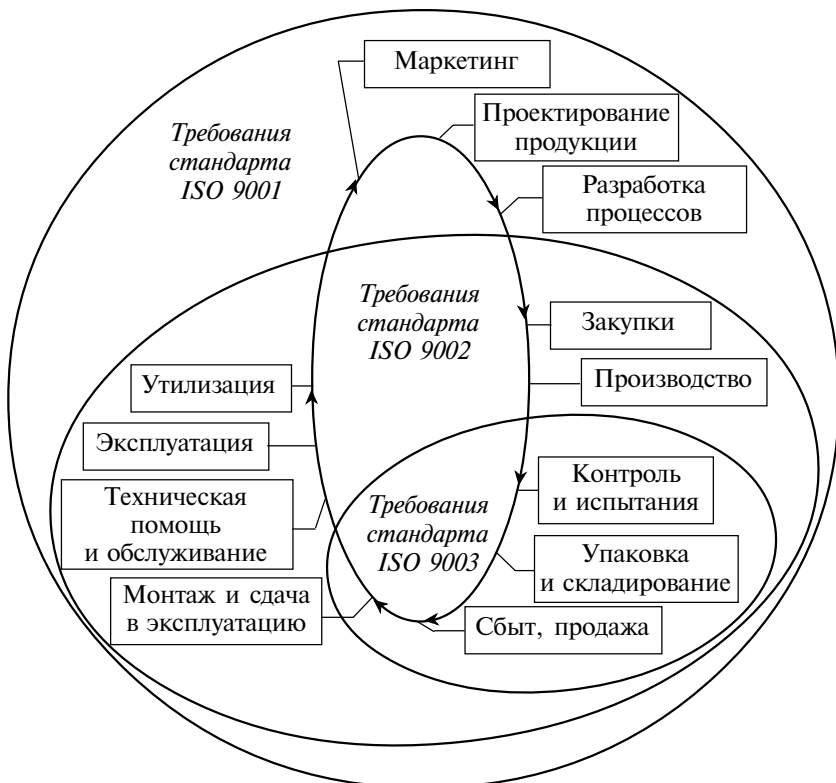 Маркетинг
Требования
стандарта
ISO 9001
Проектирование
продукции
Разработка
процессов
Требования
стандарта
ISO 9002
Закупки
Производство
Утилизация
Эксплуатация
Техническая
помощь
и обслуживание
Требования
стандарта
ISO 9003
Контроль
и испытания
Упаковка
и складирование
Монтаж и сдача
в эксплуатацию
Сбыт, продажа